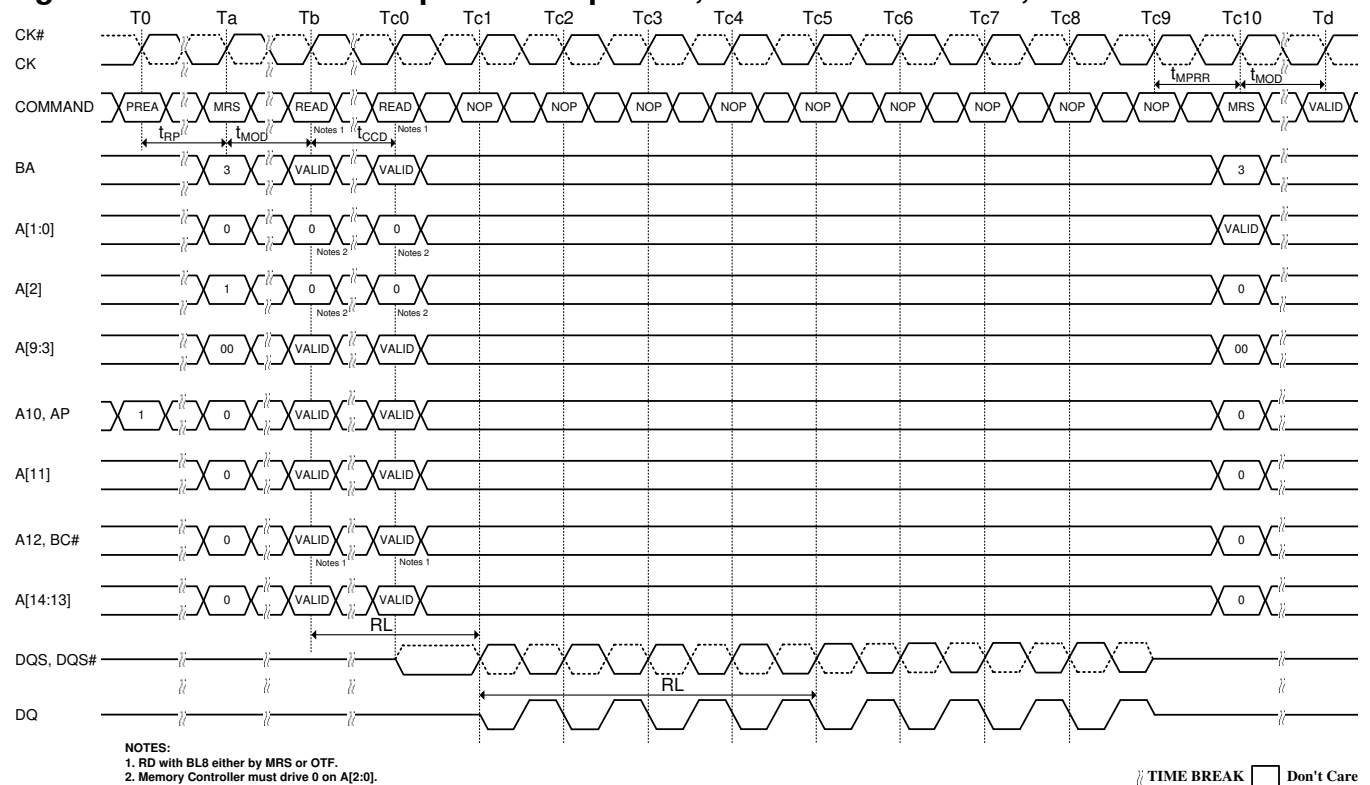 T0 Ta Tb Tc0 Tc1 Tc2 Tc3 Tc4 Tc5 Tc6 Tc7 Tc8 Tc9 Tc10 Td
CK#
CK
tMPRR tMOD
COMMAND PREA MRS READ READ NOP NOP NOP NOP NOP NOP NOP NOP NOP MRS VALID
Notes 1 Notes 1
tRP tMOD tCCD
BA 3 VALID VALID 3
A[1:0] 0 0 0 VALID
Notes 2 Notes 2
A[2] 1 0 0 0
Notes 2 Notes 2
A[9:3] 00 VALID VALID 00
A10, AP 1 0 VALID VALID 0
A[11] 0 VALID VALID 0
A12, BC# 0 VALID VALID 0
Notes 1 Notes 1
A[14:13] 0 VALID VALID 0
RL
DQS, DQS#
RL
DQ
NOTES:
1. RD with BL8 either by MRS or OTF.
2. Memory Controller must drive 0 on A[2:0].
TIME BREAK Don't Care